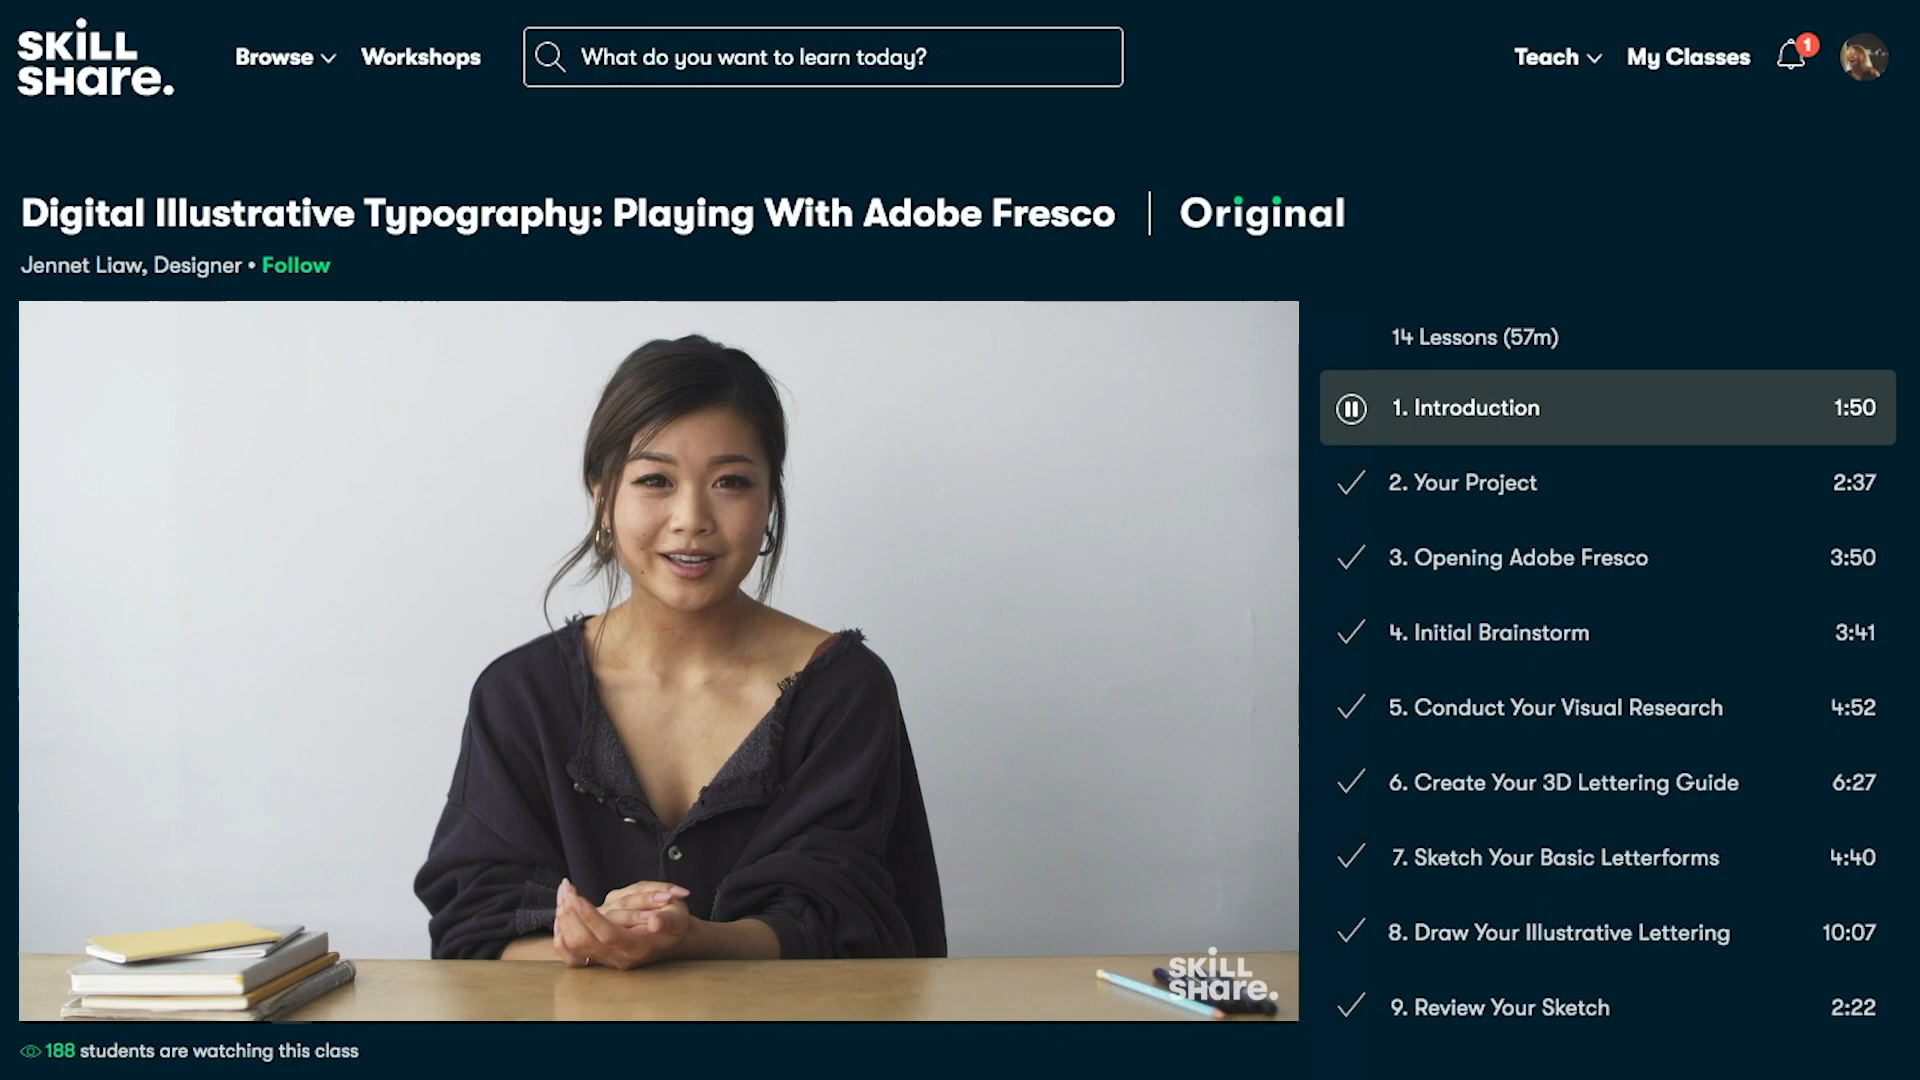 SKILL
SHare.
Browse
Workshops
What do you want to learn today?
Teach
My Classes
1
Digital Illustrative Typography: Playing With Adobe Fresco | Original
Jennet Liaw, Designer • Follow
14 Lessons (57m)
1. Introduction 1:50
2. Your Project 2:37
3. Opening Adobe Fresco 3:50
4. Initial Brainstorm 3:41
5. Conduct Your Visual Research 4:52
6. Create Your 3D Lettering Guide 6:27
7. Sketch Your Basic Letterforms 4:40
8. Draw Your Illustrative Lettering 10:07
9. Review Your Sketch 2:22
SKILL
SHare.
188 students are watching this class